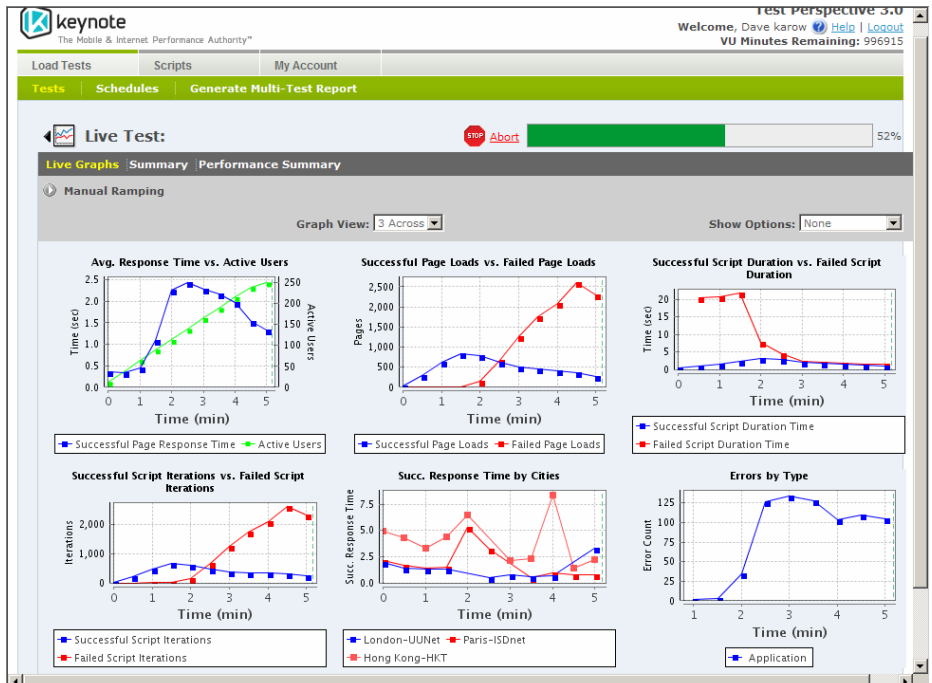 Test Perspective 3.0
keynote
The Mobile & Internet Performance Authority™
Welcome, Dave karow ? Help | Logout
VU Minutes Remaining: 996915
Load Tests Scripts My Account
Tests Schedules Generate Multi-Test Report
Live Test: STOP Abort 52%
Live Graphs Summary Performance Summary
Manual Ramping
Graph View: 3 Across Show Options: None
Avg. Response Time vs. Active Users
2.5
2.0
1.5
1.0
0.5
0.0
Time (sec)
250
200
150
100
50
0
Active Users
0 1 2 3 4 5
Time (min)
Successful Page Response Time Active Users
Successful Page Loads vs. Failed Page Loads
2,500
2,000
1,500
1,000
500
0
Pages
0 1 2 3 4 5
Time (min)
Successful Page Loads Failed Page Loads
Successful Script Duration vs. Failed Script
Duration
20
15
10
5
0
Time (sec)
0 1 2 3 4 5
Time (min)
Successful Script Duration Time
Failed Script Duration Time
Successful Script Iterations vs. Failed Script
Iterations
2,000
1,000
0
Iterations
0 1 2 3 4 5
Time (min)
Successful Script Iterations
Failed Script Iterations
Succ. Response Time by Cities
7.5
5.0
2.5
0.0
Succ. Response Time
0 1 2 3 4 5
Time (min)
London-UUNet Paris-ISDnet
Hong Kong-HKT
Errors by Type
125
100
75
50
25
0
Error Count
1 2 3 4 5
Time (min)
Application